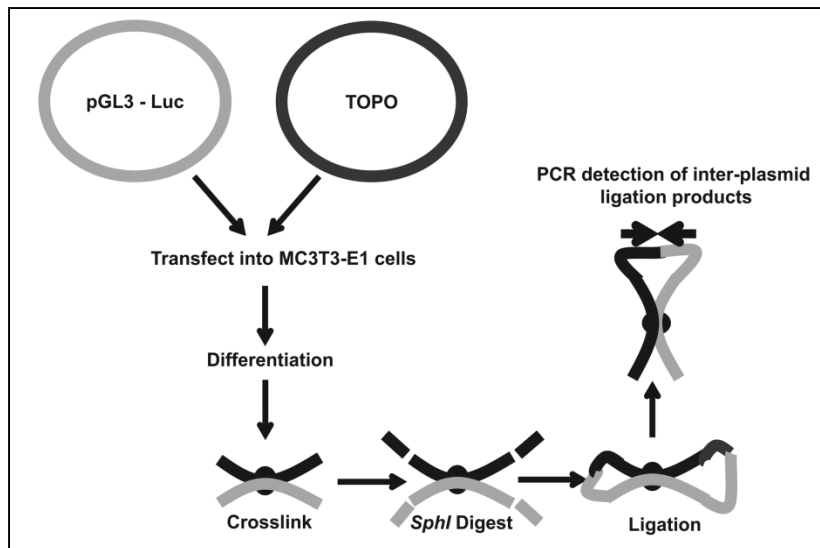 pGL3 - Luc
TOPO
PCR detection of inter-plasmid
ligation products
Transfect into MC3T3-E1 cells
Differentiation
Crosslink
SphI Digest
Ligation